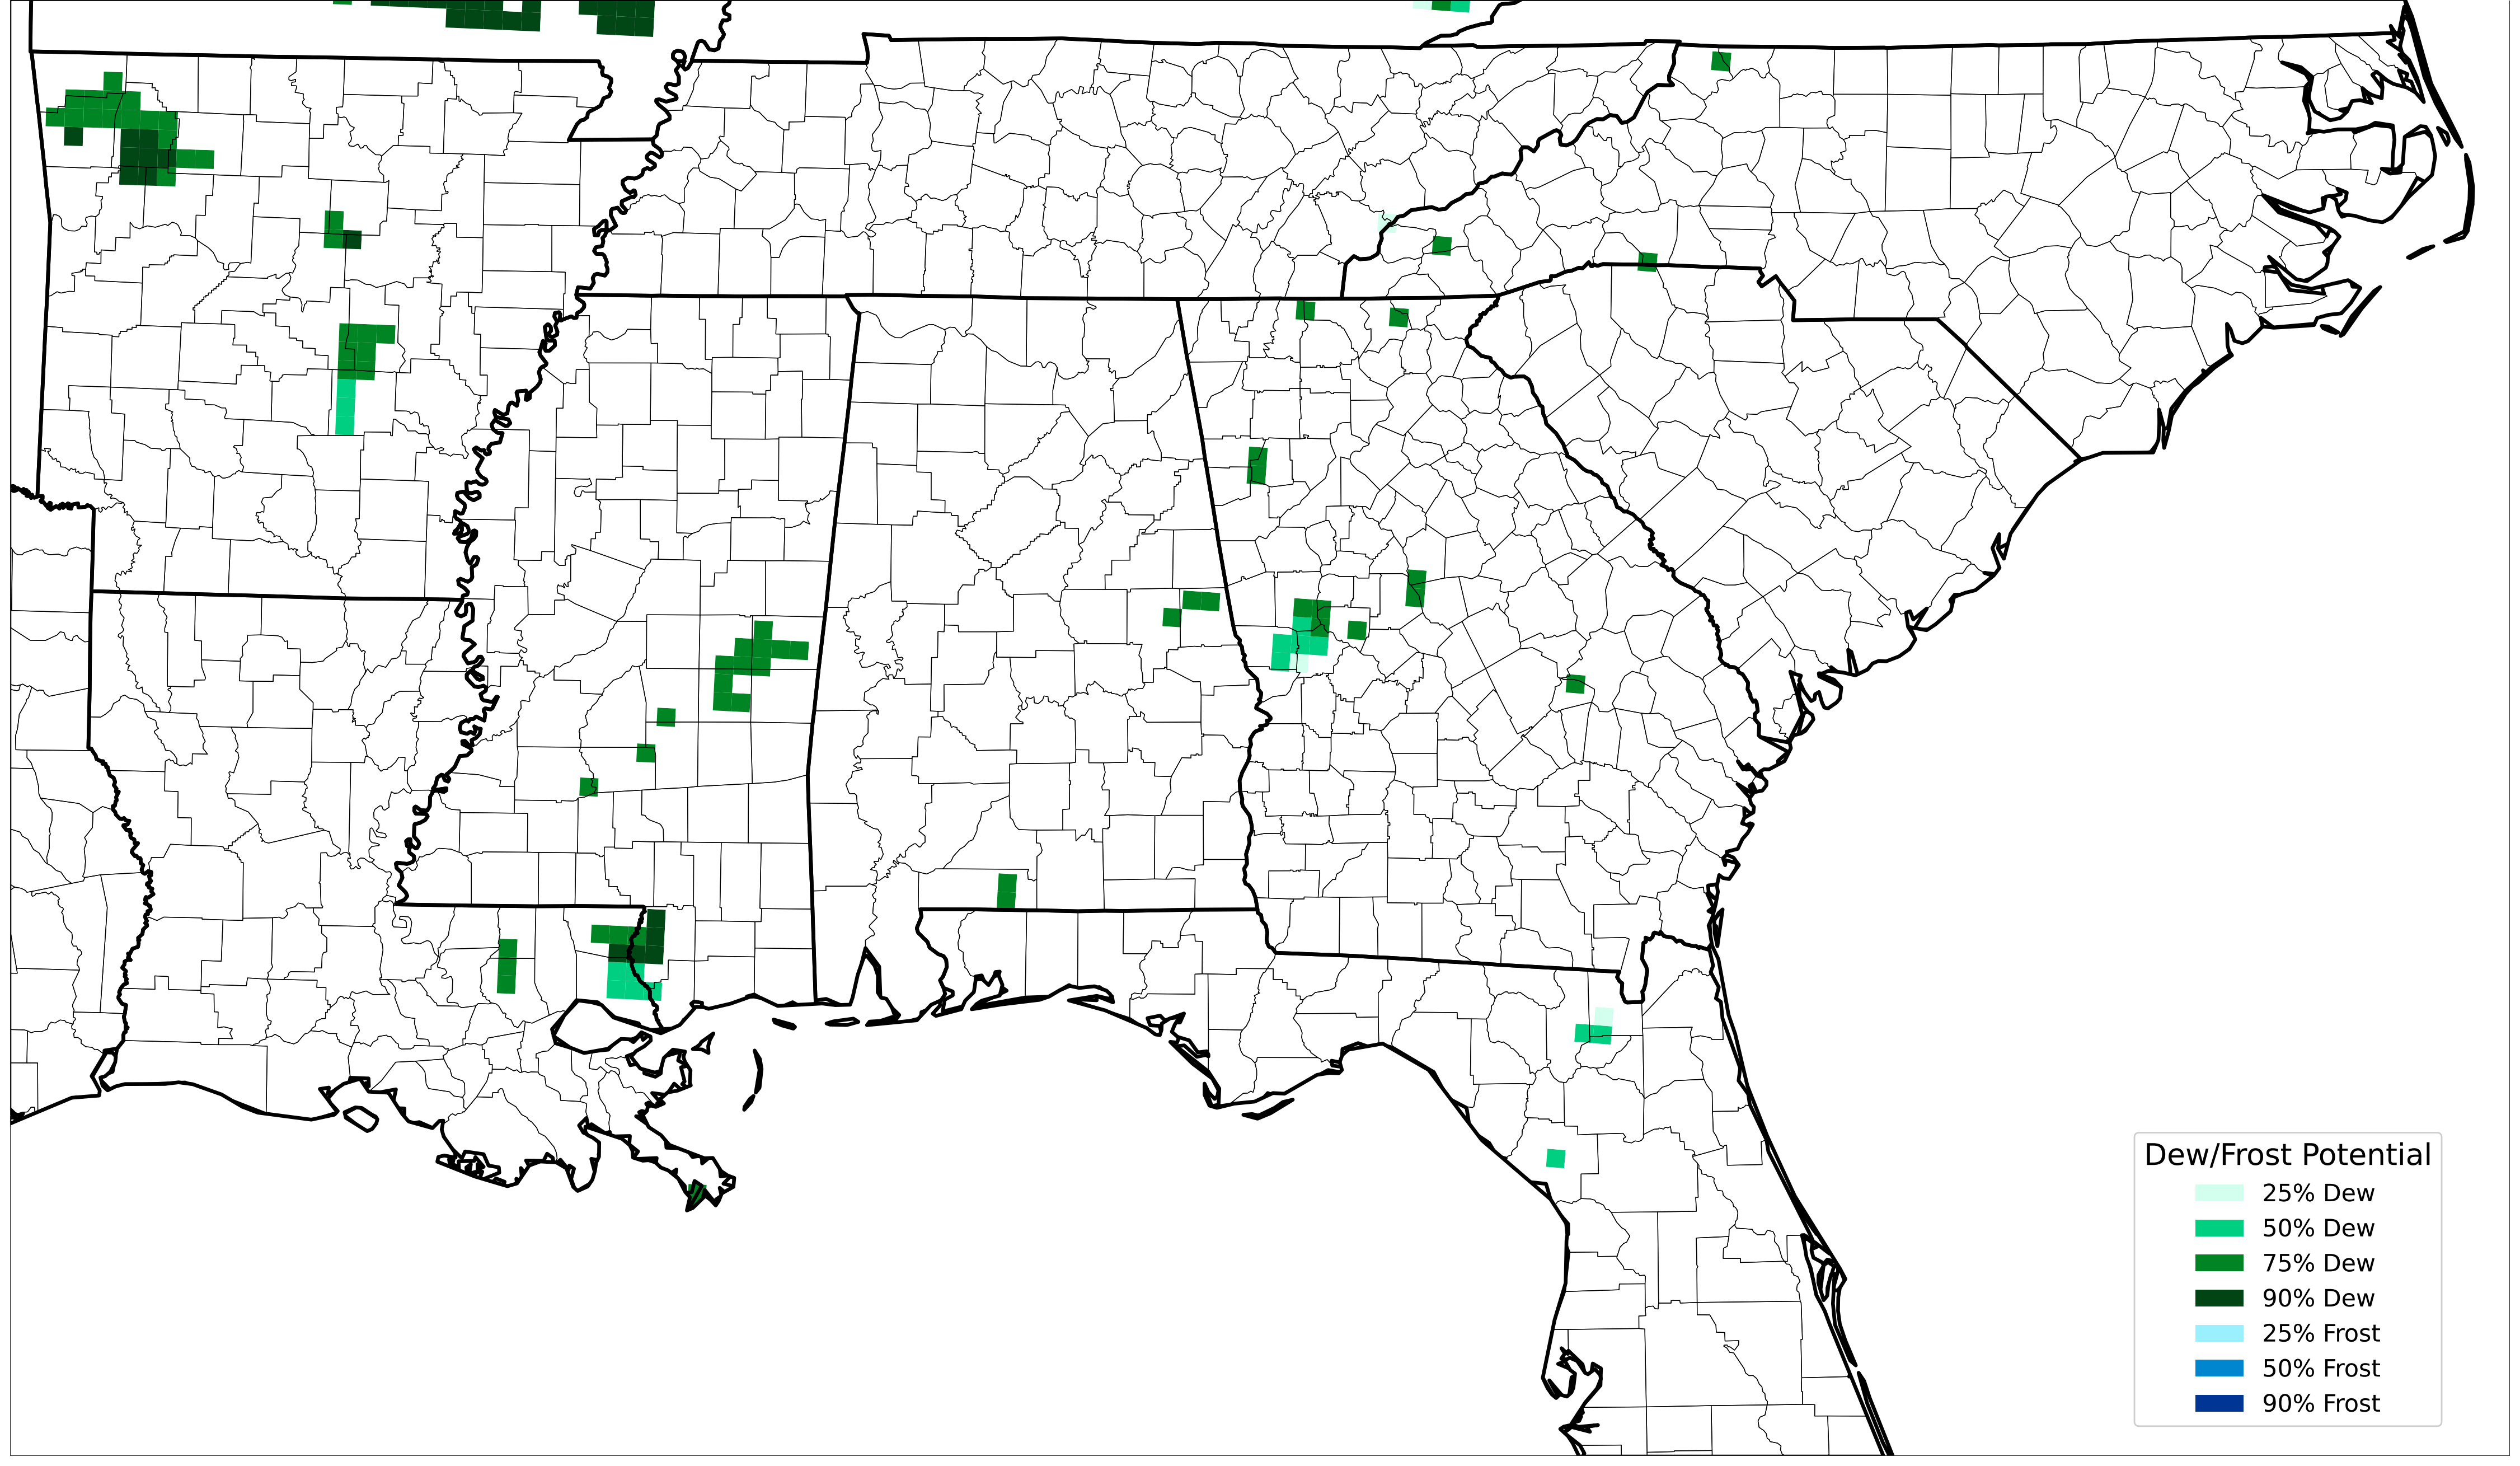 Dew/Frost Potential
25% Dew
50% Dew
75% Dew
90% Dew
25% Frost
50% Frost
90% Frost